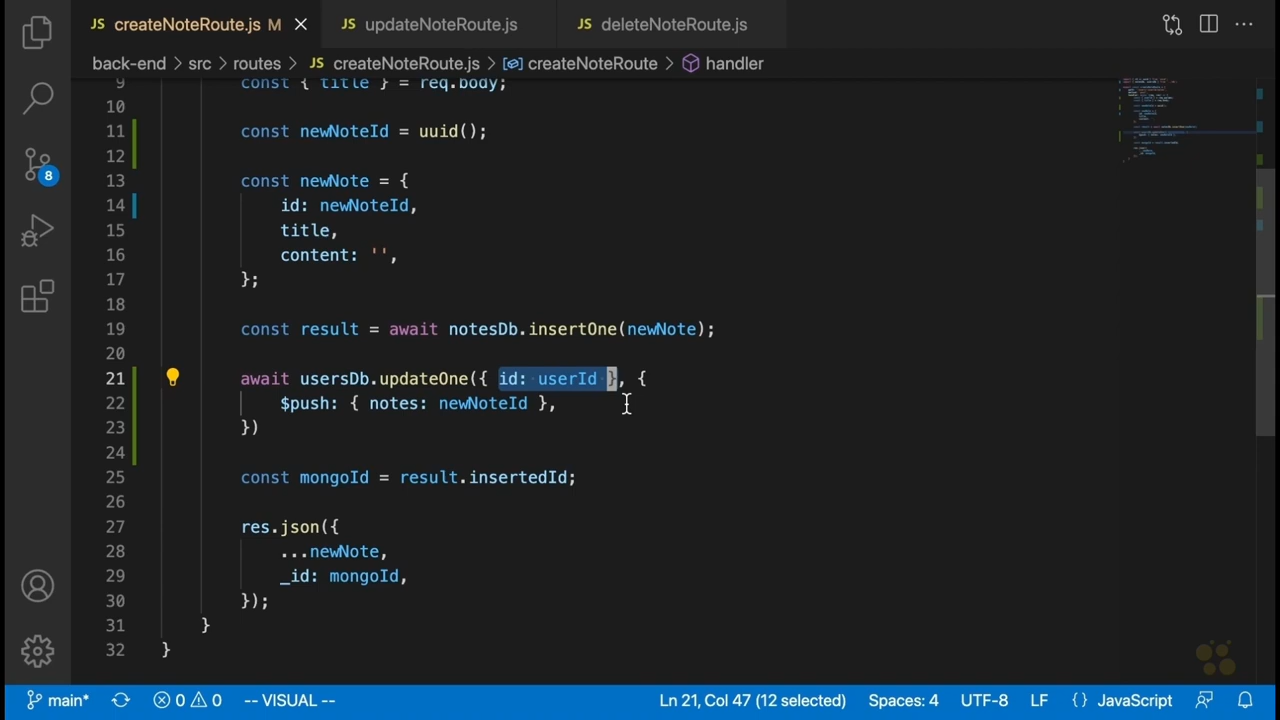 JS createNoteRoute.js M
JS updateNoteRoute.js
JS deleteNoteRoute.js
back-end > src > routes > JS createNoteRoute.js > createNoteRoute > handler
9 const { title } = req.body;
10
11 const newNoteId = uuid();
12
13 const newNote = {
14 id: newNoteId,
15 title,
16 content: '',
17 };
18
19 const result = await notesDb.insertOne(newNote);
20
21 await usersDb.updateOne({ id: userId }, {
22 $push: { notes: newNoteId },
23 })
24
25 const mongoId = result.insertedId;
26
27 res.json({
28 ...newNote,
29 _id: mongoId,
30 });
31 }
32 }
8
main* 0 0 -- VISUAL -- Ln 21, Col 47 (12 selected) Spaces: 4 UTF-8 LF {} JavaScript